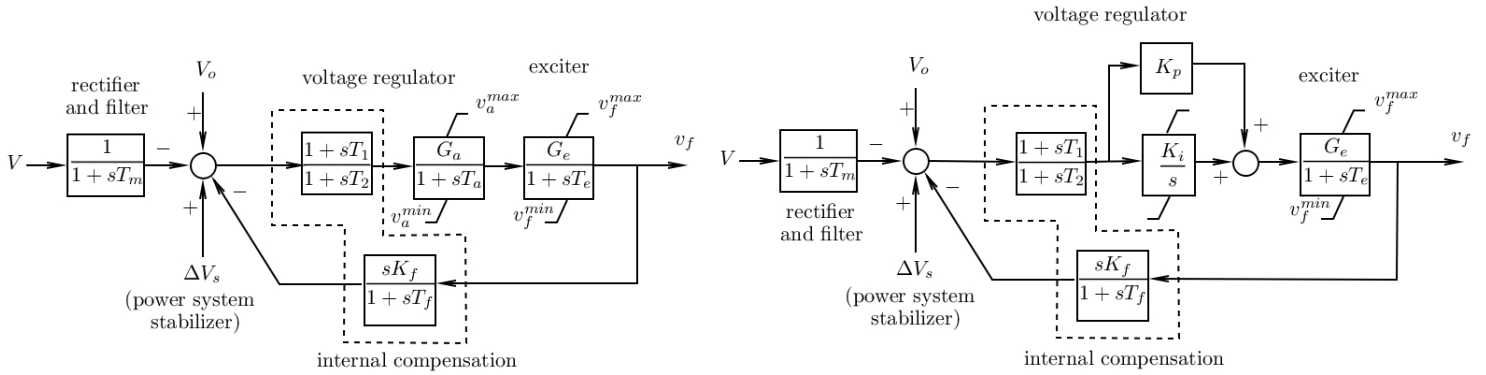 voltage regulator
exciter
rectifier
and filter
V_o
v_a^{max}
v_f^{max}
+
V
1
1 + sT_m
−
1 + sT_1
1 + sT_2
G_a
1 + sT_a
G_e
1 + sT_e
v_f
−
+
v_a^{min}
v_f^{min}
ΔV_s
(power system
stabilizer)
sK_f
1 + sT_f
internal compensation
voltage regulator
K_p
exciter
V_o
v_f^{max}
+
+
V
1
1 + sT_m
−
1 + sT_1
1 + sT_2
K_i
s
+
G_e
1 + sT_e
v_f
−
+
v_f^{min}
rectifier
and filter
ΔV_s
(power system
stabilizer)
sK_f
1 + sT_f
internal compensation